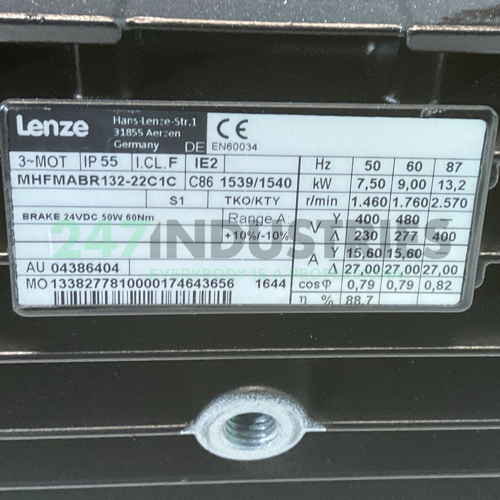 Lenze Hans-Lenze-Str.1
31855 Aerzen
Germany DE CE EN60034
3~MOT IP 55 I.CL. F IE2 Hz 50 60 87
MHFMABR132-22C1C C86 1539/1540 kW 7,50 9,00 13,2
S1 TKO/KTY r/min 1.460 1.760 2.570
BRAKE 24VDC 50W 60Nm Range A V Y 400 480
+10%/-10% Δ 230 277 400
247 INDUSTRIES
EVERYBODY IS A PRIORITY
A Y 15,60 15,60
AU 04386404 Δ 27,00 27,00 27,00
MO 1338277810000174643656 1644 cosφ 0,79 0,79 0,82
η % 88.7